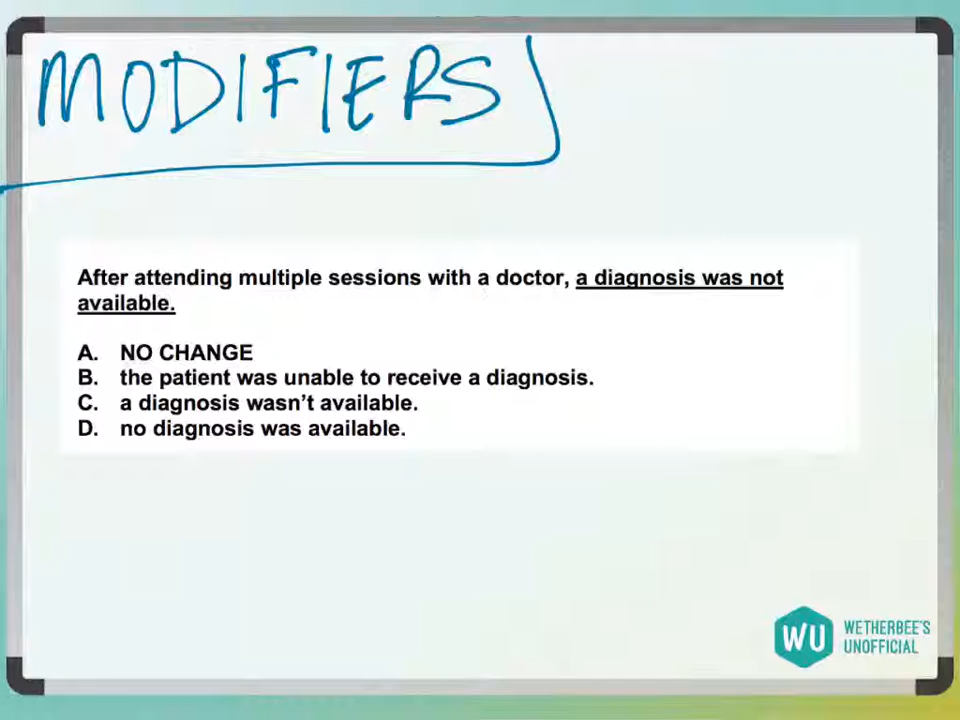 MODIFIERS
After attending multiple sessions with a doctor, a diagnosis was not
available.
A. NO CHANGE
B. the patient was unable to receive a diagnosis.
C. a diagnosis wasn't available.
D. no diagnosis was available.
WU
WETHERBEE'S
UNOFFICIAL